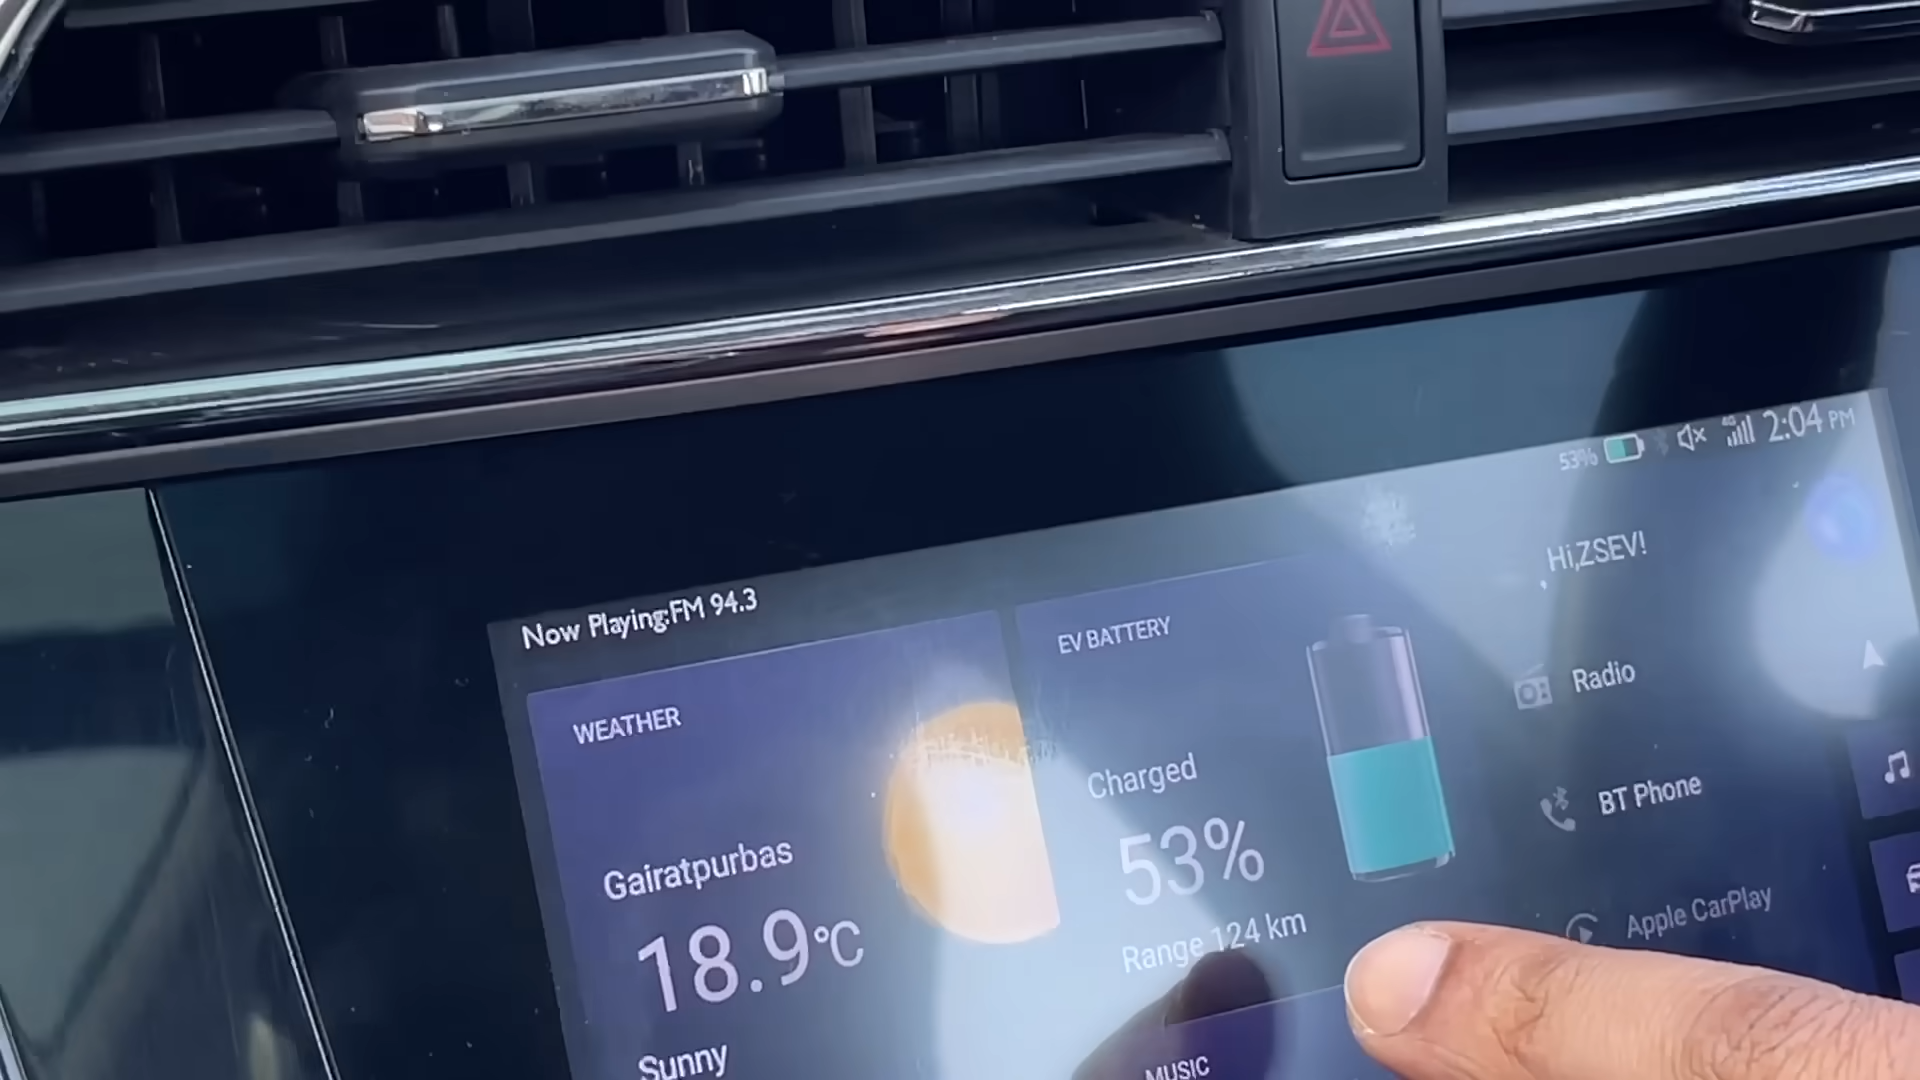 53% 4G 2:04 PM
Now Playing:FM 94.3
Hi,ZSEV!
WEATHER
Gairatpurbas
18.9°C
Sunny
EV BATTERY
Charged
53%
Range 124 km
MUSIC
Radio
BT Phone
Apple CarPlay